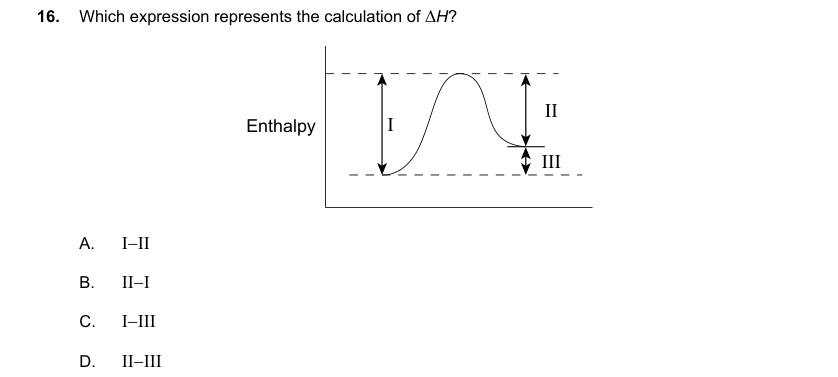 16. Which expression represents the calculation of ΔH?
II
Enthalpy
I
III
A. I–II
B. II–I
C. I–III
D. II–III